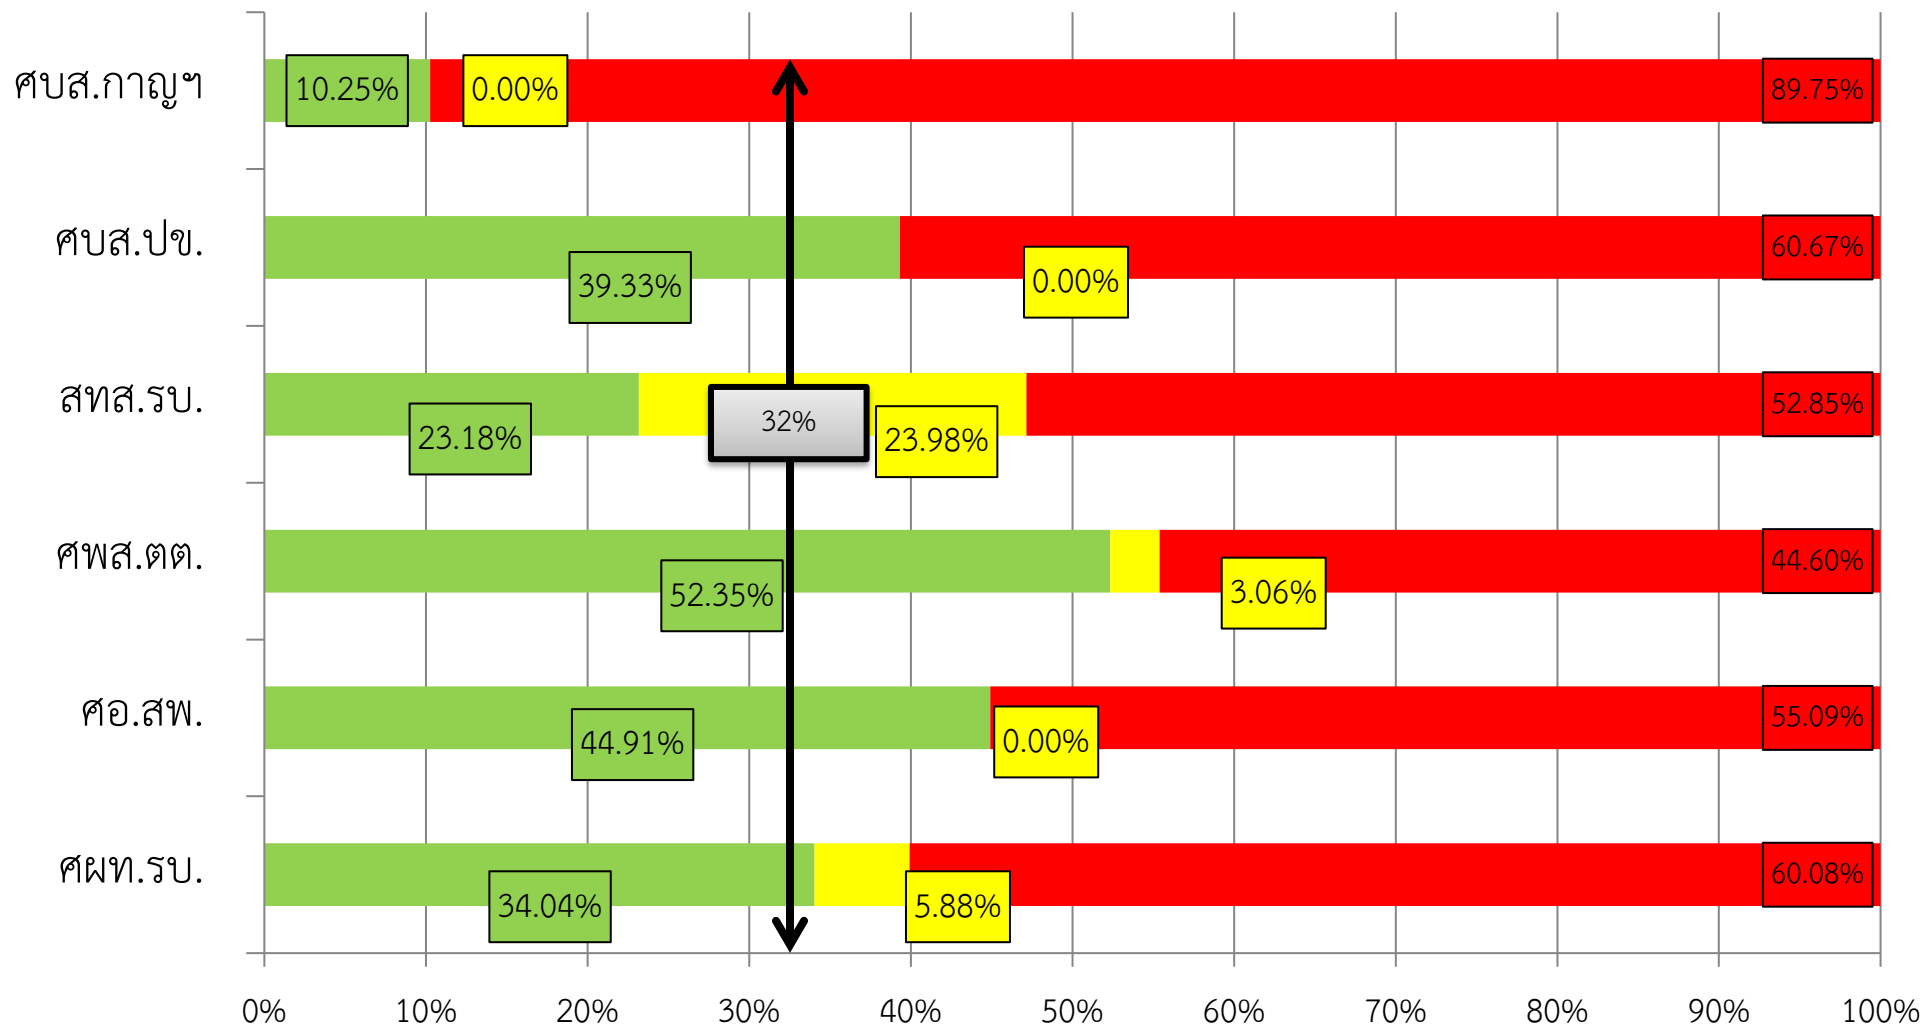 ศบส.กาญฯ 10.25% 0.00% 89.75%
ศบส.ปข. 39.33% 0.00% 60.67%
สทส.รบ. 23.18% 32% 23.98% 52.85%
ศพส.ตต. 52.35% 3.06% 44.60%
ศอ.สพ. 44.91% 0.00% 55.09%
ศผท.รบ. 34.04% 5.88% 60.08%
0% 10% 20% 30% 40% 50% 60% 70% 80% 90% 100%